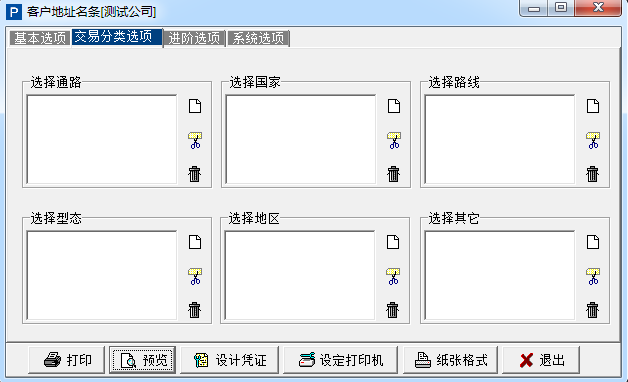 P 客户地址名条[测试公司]
基本选项 交易分类选项 进阶选项 系统选项
选择通路 选择国家 选择路线
选择型态 选择地区 选择其它
打印 预览 设计凭证 设定打印机 纸张格式 退出